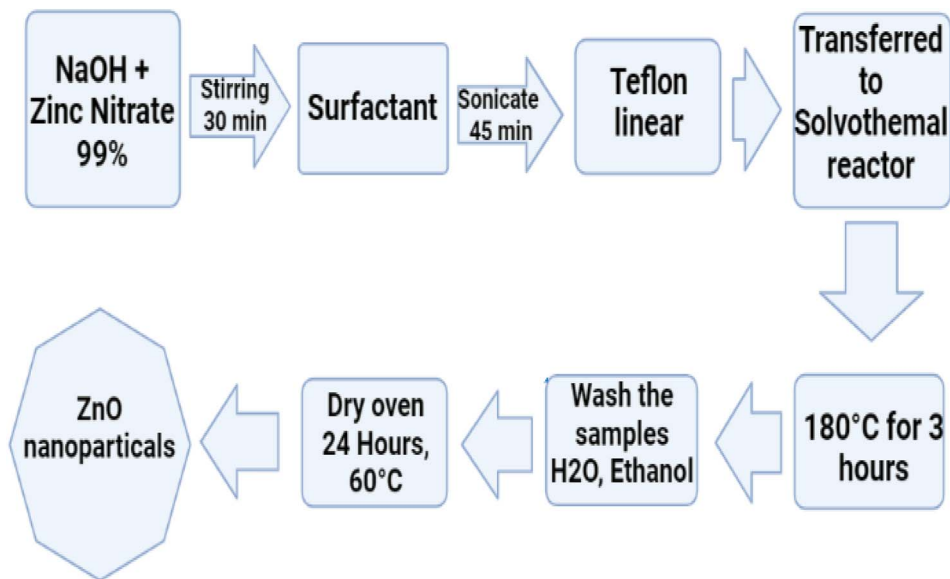 NaOH +
Zinc Nitrate
99%
Stirring
30 min
Surfactant
Sonicate
45 min
Teflon
linear
Transferred
to
Solvothemal
reactor
180°C for 3
hours
Wash the
samples
H2O, Ethanol
Dry oven
24 Hours,
60°C
ZnO
nanoparticals